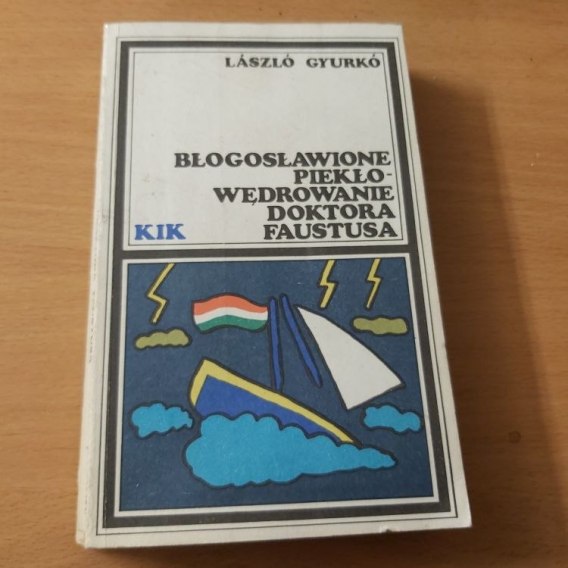 LÁSZLÓ GYURKÓ
BŁOGOSŁAWIONE
PIEKŁO-
WĘDROWANIE
DOKTORA
KIK FAUSTUSA